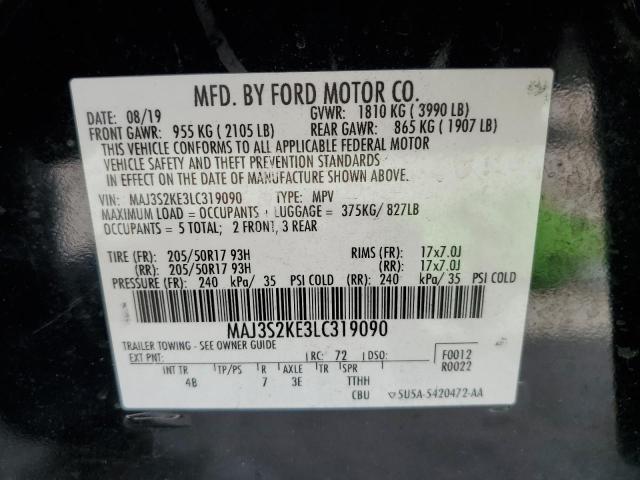 MFD. BY FORD MOTOR CO.
DATE: 08/19 GVWR: 1810 KG ( 3990 LB)
FRONT GAWR: 955 KG ( 2105 LB) REAR GAWR: 865 KG ( 1907 LB)
THIS VEHICLE CONFORMS TO ALL APPLICABLE FEDERAL MOTOR
VEHICLE SAFETY AND THEFT PREVENTION STANDARDS
IN EFFECT ON THE DATE OF MANUFACTURE SHOWN ABOVE.
VIN: MAJ3S2KE3LC319090 TYPE: MPV
MAXIMUM LOAD = OCCUPANTS + LUGGAGE = 375KG/ 827LB
OCCUPANTS = 5 TOTAL; 2 FRONT, 3 REAR
TIRE (FR): 205/50R17 93H RIMS (FR): 17x7.0J
(RR): 205/50R17 93H (RR): 17x7.0J
PRESSURE (FR): 240 kPa/ 35 PSI COLD (RR): 240 kPa/ 35 PSI COLD
MAJ3S2KE3LC319090
TRAILER TOWING - SEE OWNER GUIDE
EXT PNT: RC: 72 DSO: F0012
R0022
INT TR TP/PS R AXLE TR SPR
4B 7 3E TTHH
CBU 5U5A-5420472-AA